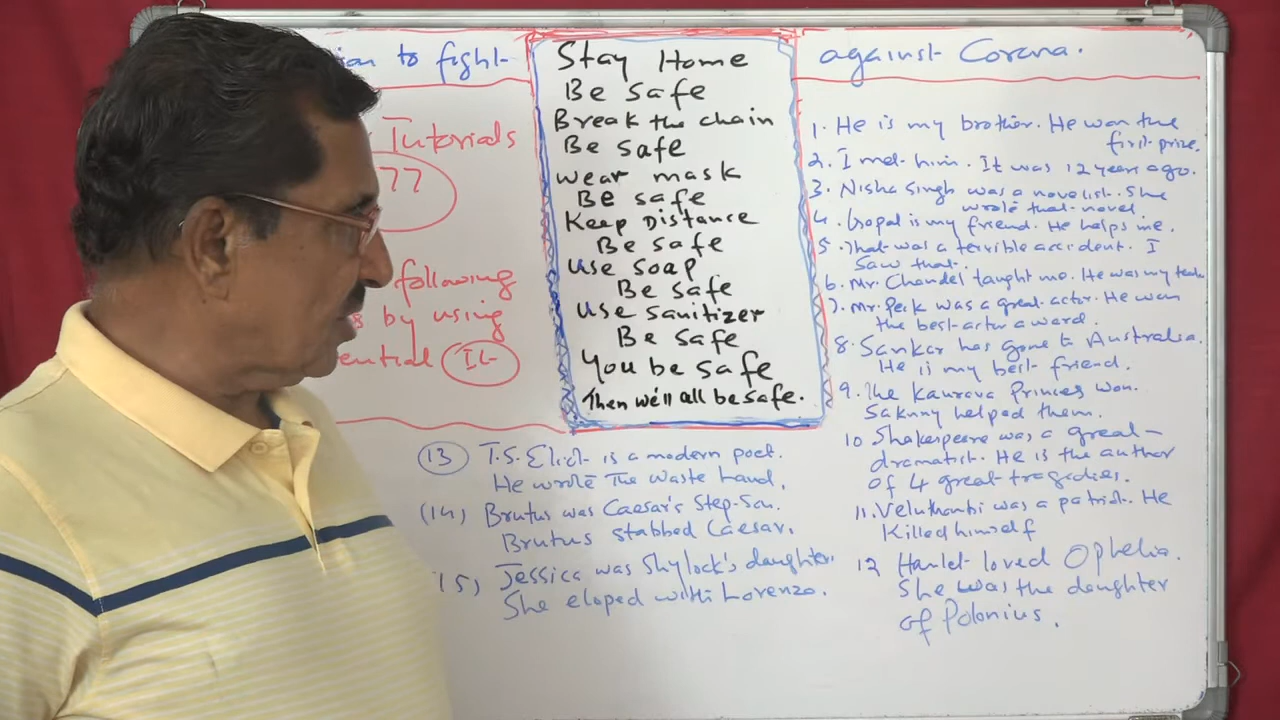 to fight
against Corona.
Tutorials
77
following
by using
IL
Stay Home
Be safe
Break the chain
Be safe
wear mask
Be safe
Keep Distance
Be safe
use soap
Be safe
use sanitizer
Be safe
You be safe
Then we'll all be safe.
1. He is my brother. He won the
first prize.
2. I met him. It was 12 year ago.
3. Nisha Singh was a novelist. She
wrote that novel.
4. Gopal is my friend. He helps me.
5. That was a terrible accident. I
saw that.
6. Mr. Chandel taught me. He was my
7. Mr. Peck was a great actor. He won
the best actor award.
8. Sankar has gone to Australia.
He is my best friend.
9. The Kaurava Princes won.
Sakuny helped them.
10 Shakespeare was a great
dramatist. He is the author
of 4 great tragedies.
11. Veluthambi was a patriot. He
killed himself
12 Hamlet loved Ophelia.
She was the daughter
of Polonius.
(13) T.S. Eliot is a modern poet.
He wrote The Waste Land.
(14) Brutus was Caesar's Step-Son.
Brutus stabbed Caesar.
15) Jessica was Shylock's daughter.
She eloped with Lorenzo.